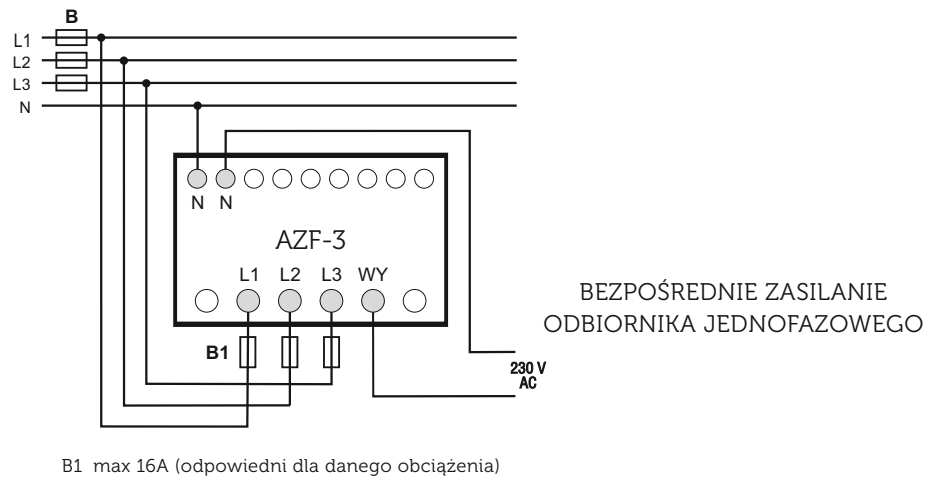 B
L1
L2
L3
N
N N
AZF-3
L1 L2 L3 WY
BEZPOŚREDNIE ZASILANIE
ODBIORNIKA JEDNOFAZOWEGO
B1
230 V
AC
B1 max 16A (odpowiedni dla danego obciążenia)